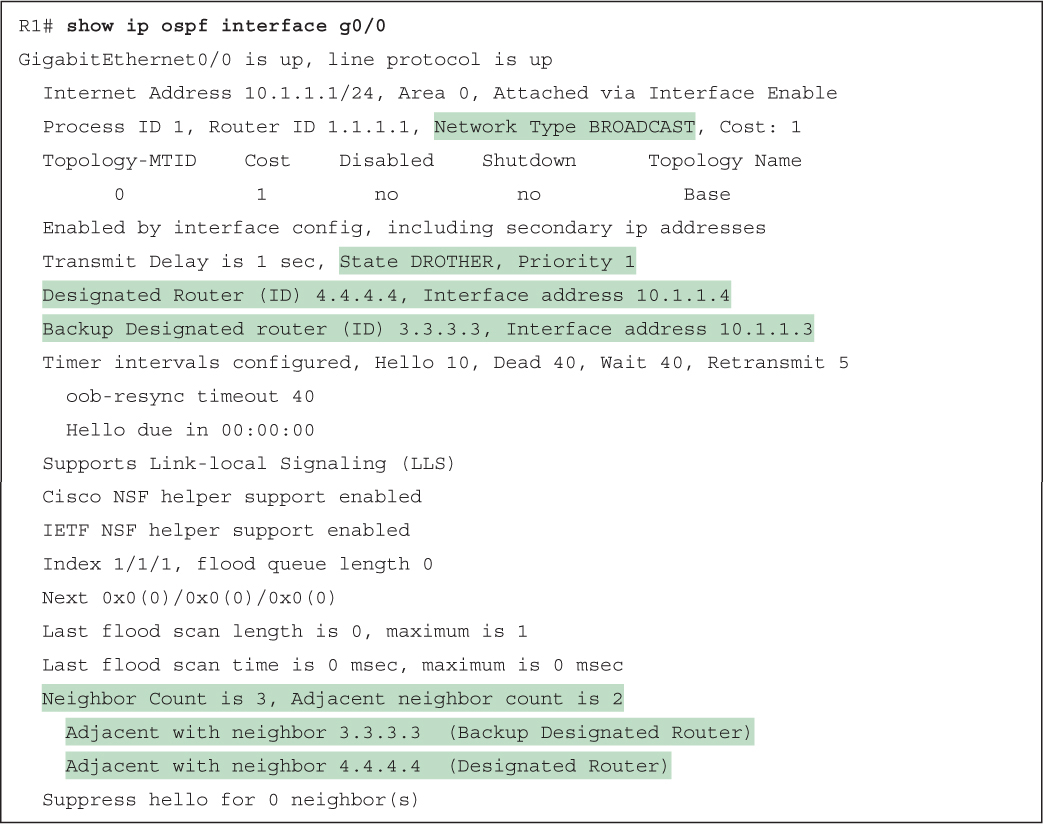 R1# show ip ospf interface g0/0
GigabitEthernet0/0 is up, line protocol is up
Internet Address 10.1.1.1/24, Area 0, Attached via Interface Enable
Process ID 1, Router ID 1.1.1.1, Network Type BROADCAST, Cost: 1
Topology-MTID    Cost    Disabled    Shutdown      Topology Name
0           1         no          no            Base
Enabled by interface config, including secondary ip addresses
Transmit Delay is 1 sec, State DROTHER, Priority 1
Designated Router (ID) 4.4.4.4, Interface address 10.1.1.4
Backup Designated router (ID) 3.3.3.3, Interface address 10.1.1.3
Timer intervals configured, Hello 10, Dead 40, Wait 40, Retransmit 5
oob-resync timeout 40
Hello due in 00:00:00
Supports Link-local Signaling (LLS)
Cisco NSF helper support enabled
IETF NSF helper support enabled
Index 1/1/1, flood queue length 0
Next 0x0(0)/0x0(0)/0x0(0)
Last flood scan length is 0, maximum is 1
Last flood scan time is 0 msec, maximum is 0 msec
Neighbor Count is 3, Adjacent neighbor count is 2
Adjacent with neighbor 3.3.3.3  (Backup Designated Router)
Adjacent with neighbor 4.4.4.4  (Designated Router)
Suppress hello for 0 neighbor(s)